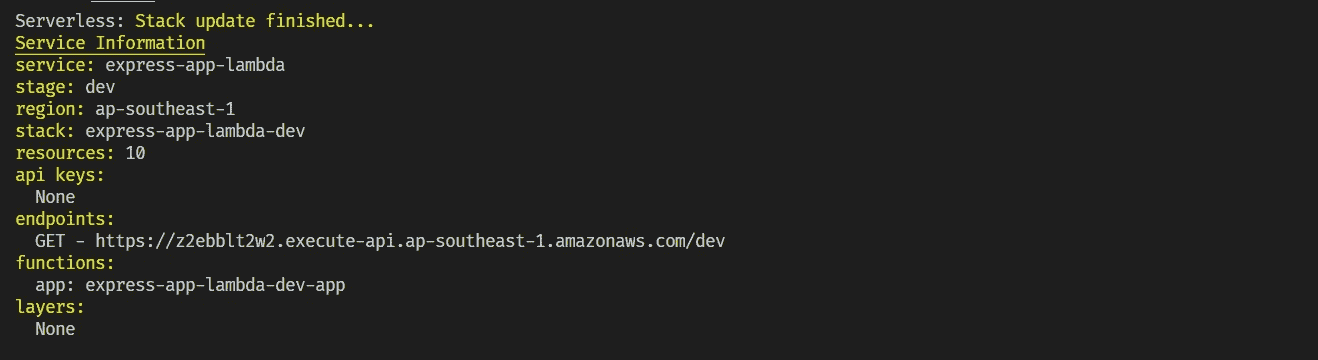 Serverless: Stack update finished...
Service Information
service: express-app-lambda
stage: dev
region: ap-southeast-1
stack: express-app-lambda-dev
resources: 10
api keys:
  None
endpoints:
  GET - https://z2ebblt2w2.execute-api.ap-southeast-1.amazonaws.com/dev
functions:
  app: express-app-lambda-dev-app
layers:
  None